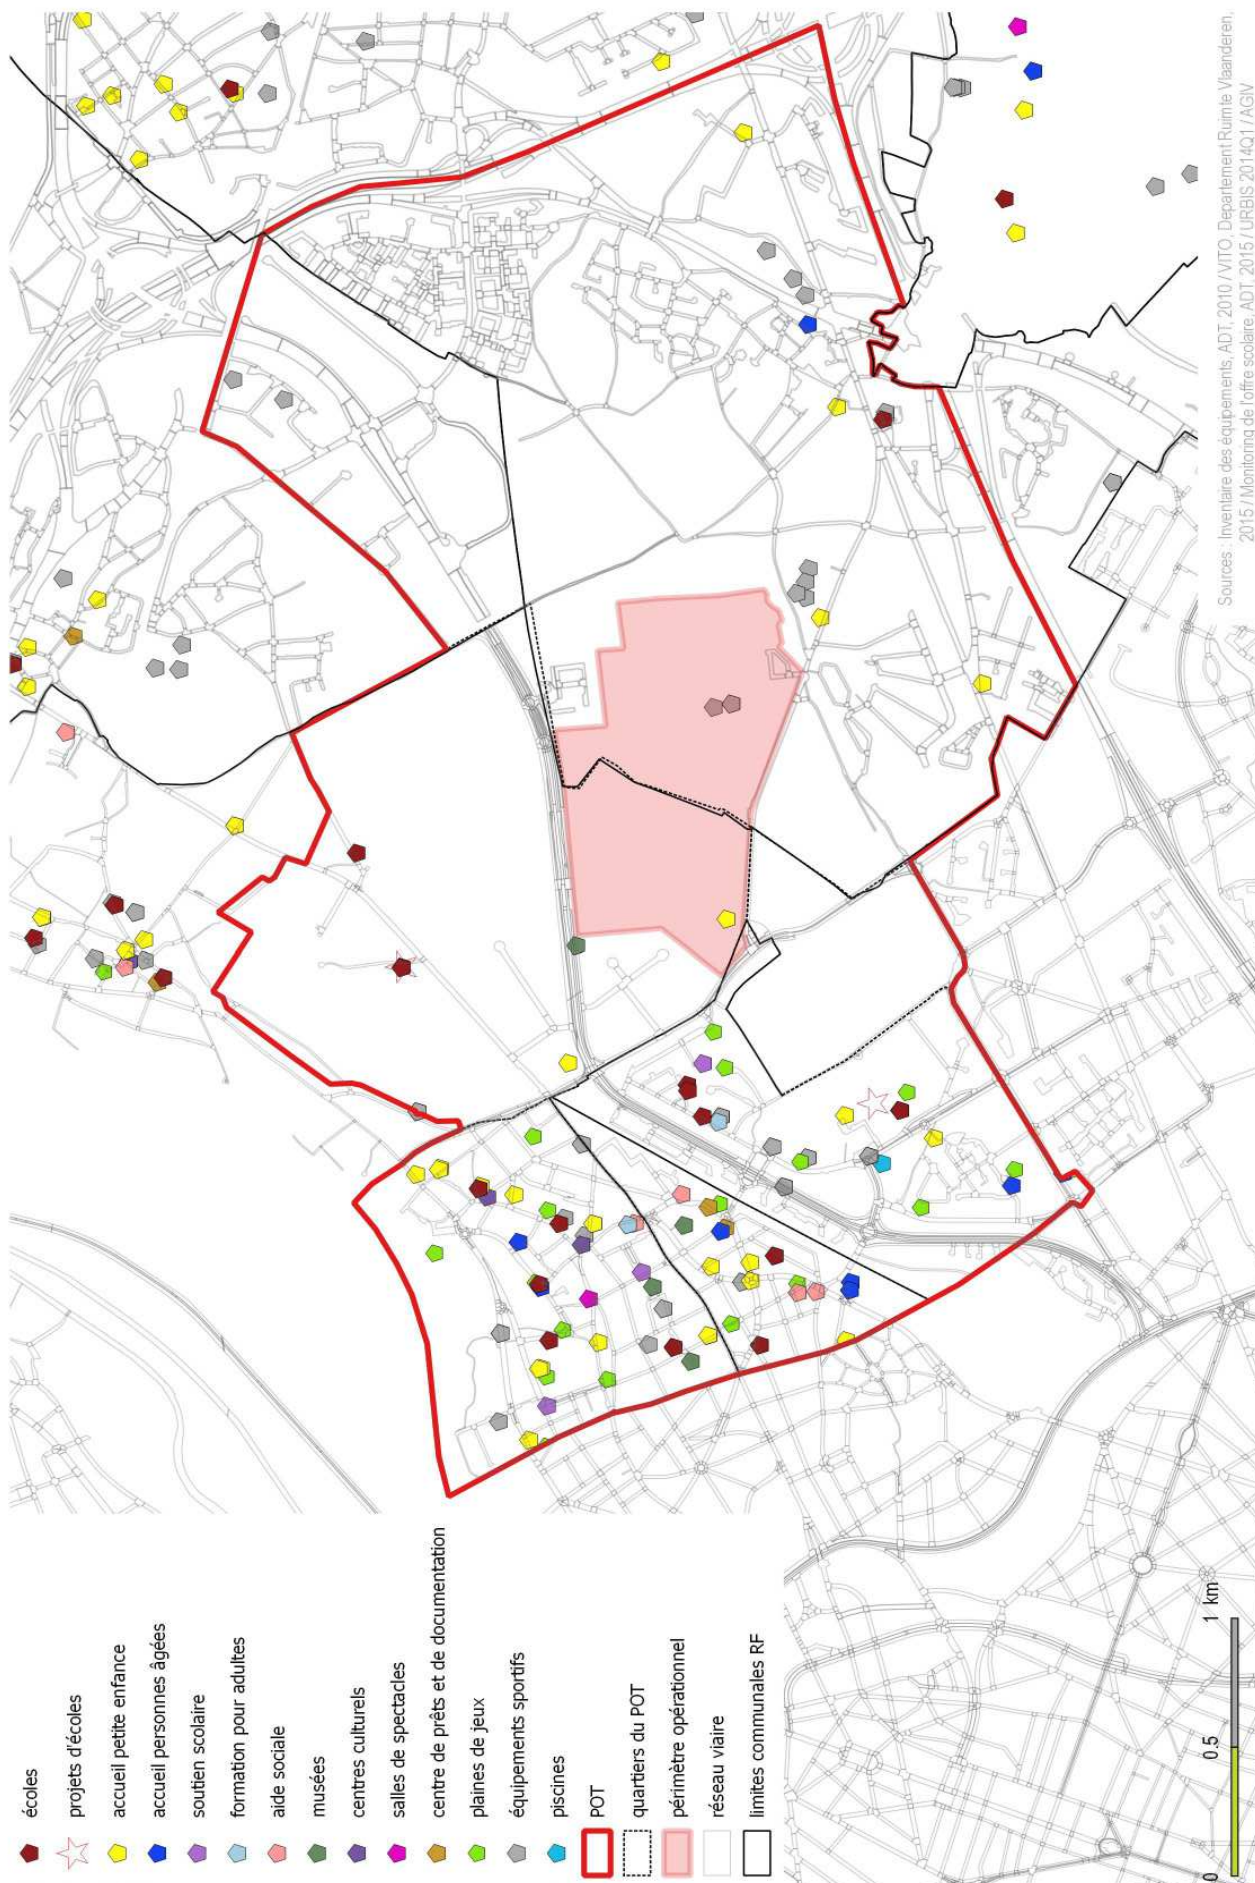 écoles
projets d'écoles
accueil petite enfance
accueil personnes âgées
soutien scolaire
formation pour adultes
aide sociale
musées
centres culturels
salles de spectacles
centre de prêts et de documentation
plaines de jeux
équipements sportifs
piscines
POT
quartiers du POT
périmètre opérationnel
réseau viaire
limites communales RF
0 0.5 1 km
Sources : Inventaire des équipements, ADT, 2010 / VITO, Departement Ruimte Vlaanderen,
2015 / Monitoring de l'offre scolaire, ADT, 2015 / URBIS 2014Q1 / AGIV